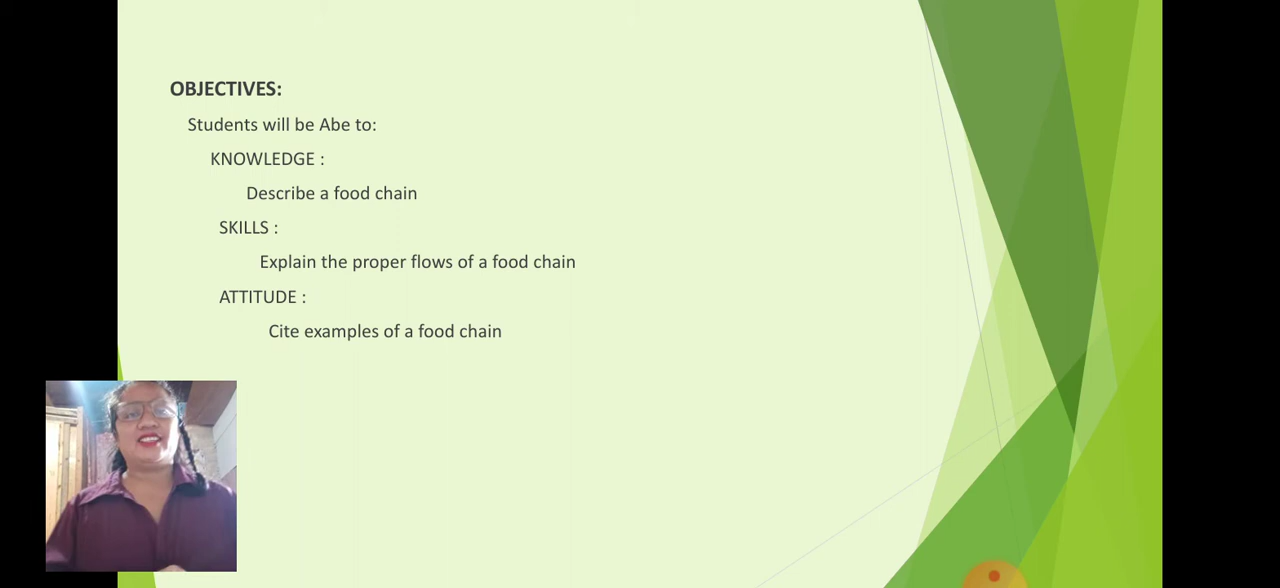 OBJECTIVES:
Students will be Abe to:
KNOWLEDGE :
Describe a food chain
SKILLS :
Explain the proper flows of a food chain
ATTITUDE :
Cite examples of a food chain